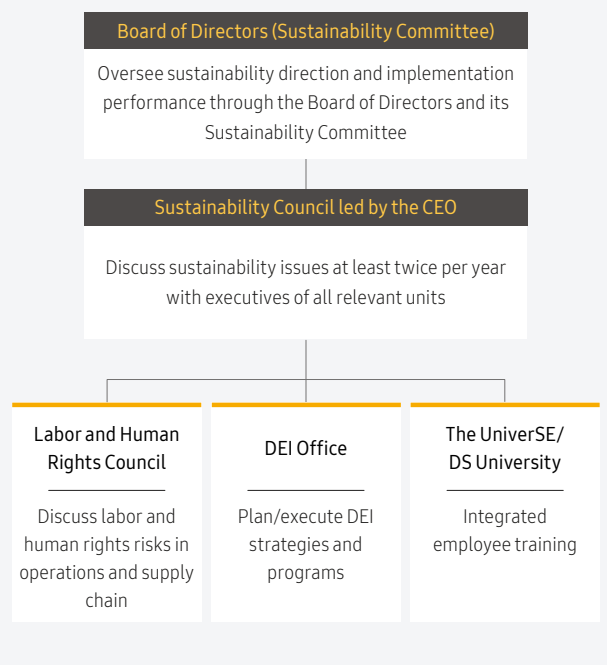 Board of Directors (Sustainability Committee)
Oversee sustainability direction and implementation
performance through the Board of Directors and its
Sustainability Committee
Sustainability Council led by the CEO
Discuss sustainability issues at least twice per year
with executives of all relevant units
Labor and Human
Rights Council
Discuss labor and
human rights risks in
operations and supply
chain
DEI Office
Plan/execute DEI
strategies and
programs
The UniverSE/
DS University
Integrated
employee training